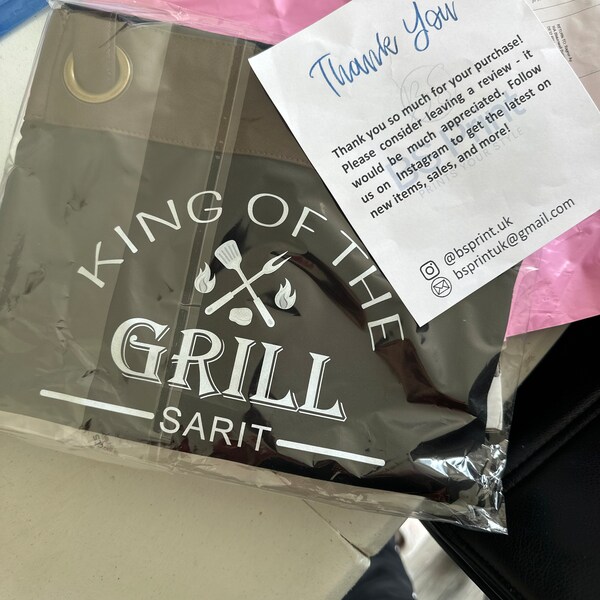 KING OF THE
GRILL
SARIT
Thank You
Thank you so much for your purchase!
Please consider leaving a review - it
would be much appreciated. Follow
us on Instagram to get the latest on
new items, sales, and more!
@bsprint.uk
bsprintuk@gmail.com